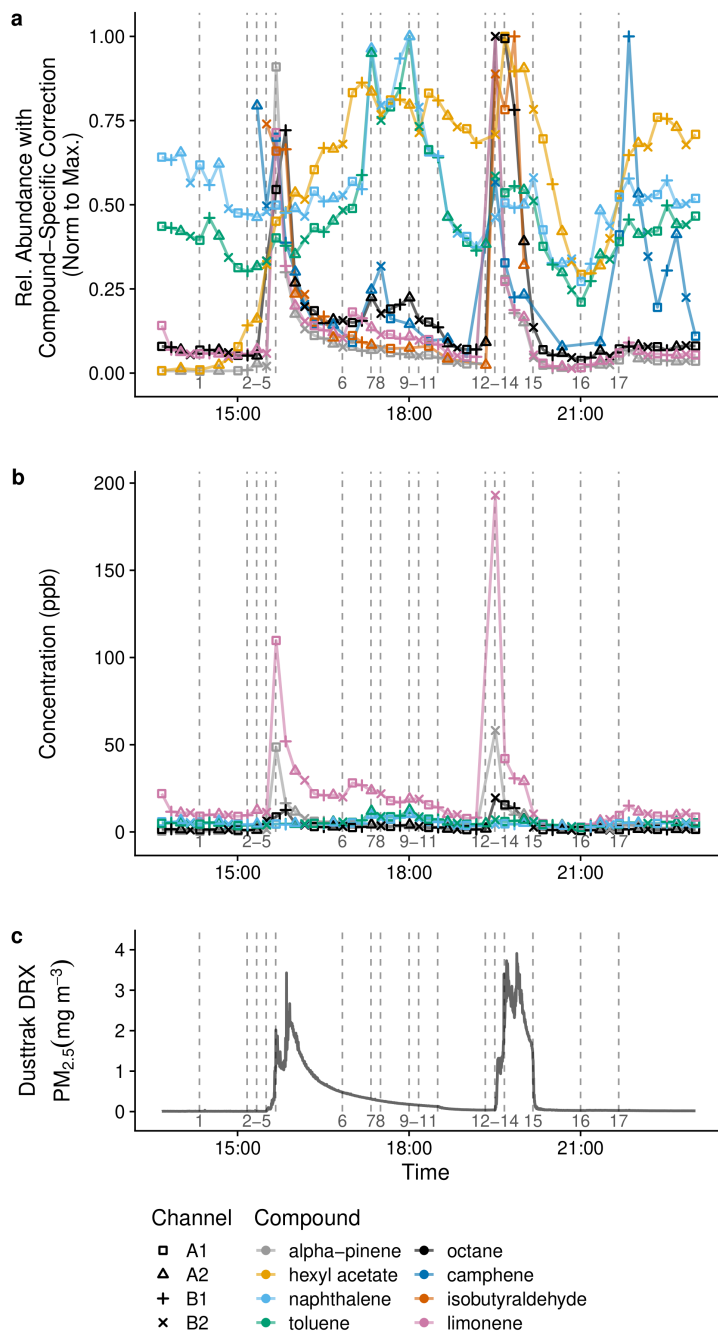 a
Rel. Abundance with
Compound−Specific Correction
(Norm to Max.)
1.00
0.75
0.50
0.25
0.00
1 2−5 6 78 9−11 12−14 15 16 17
15:00 18:00 21:00
b
Concentration (ppb)
200
150
100
50
0
1 2−5 6 78 9−11 12−14 15 16 17
15:00 18:00 21:00
c
Dusttrak DRX
PM2.5(mg m−3)
4
3
2
1
0
1 2−5 6 78 9−11 12−14 15 16 17
15:00 18:00 21:00
Time
Channel Compound
A1 alpha−pinene octane
A2 hexyl acetate camphene
B1 naphthalene isobutyraldehyde
B2 toluene limonene